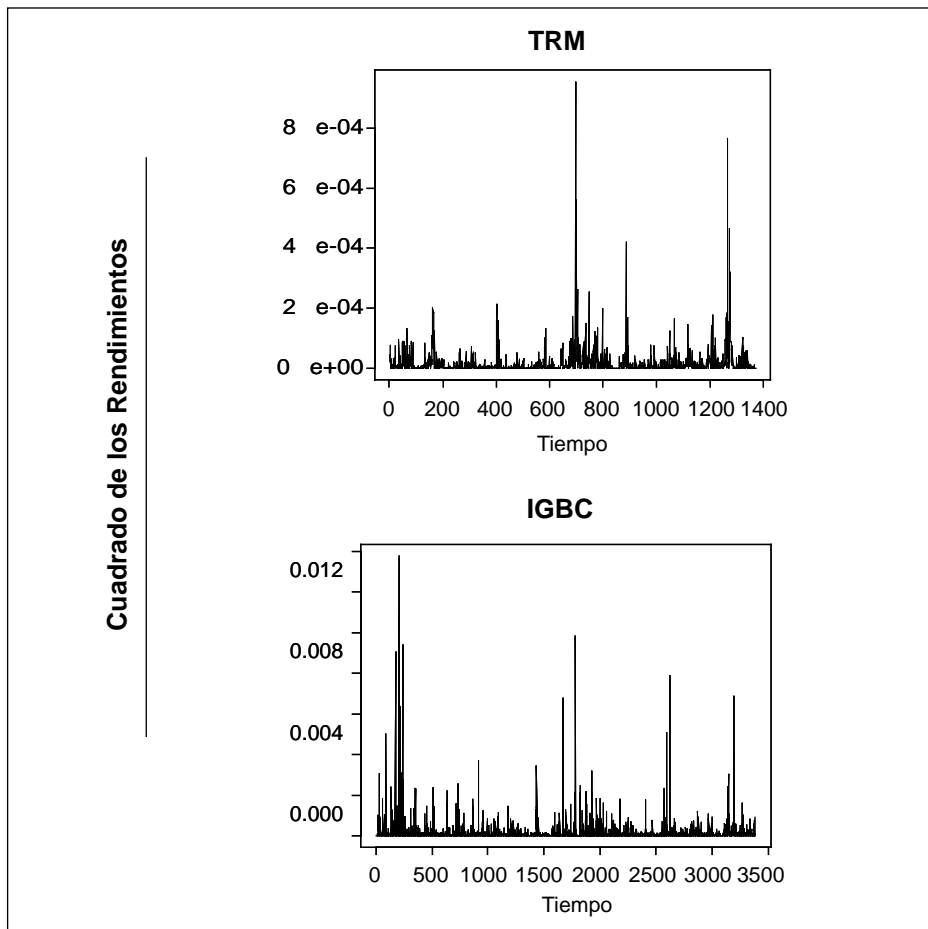 TRM
8 e-04
6 e-04
4 e-04
2 e-04
0 e+00
0 200 400 600 800 1000 1200 1400
Tiempo
Cuadrado de los Rendimientos
IGBC
0.012
0.008
0.004
0.000
0 500 1000 1500 2000 2500 3000 3500
Tiempo